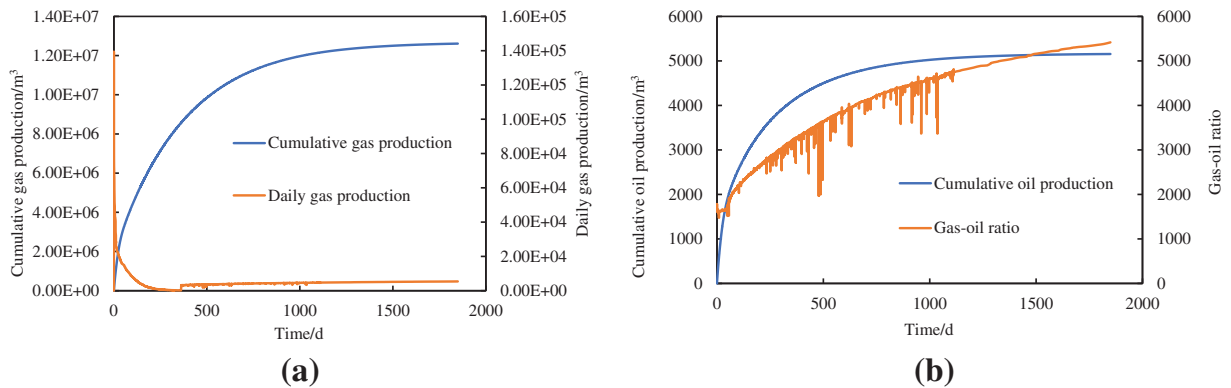 1.40E+07
1.20E+07
1.00E+07
8.00E+06
6.00E+06
4.00E+06
2.00E+06
0.00E+00
Cumulative gas production/m³
1.60E+05
1.40E+05
1.20E+05
1.00E+05
8.00E+04
6.00E+04
4.00E+04
2.00E+04
0.00E+00
Daily gas production/m³
Cumulative gas production
Daily gas production
0 500 1000 1500 2000
Time/d
(a)
6000
5000
4000
3000
2000
1000
0
Cumulative oil production/m³
6000
5000
4000
3000
2000
1000
0
Gas-oil ratio
Cumulative oil production
Gas-oil ratio
0 500 1000 1500 2000
Time/d
(b)